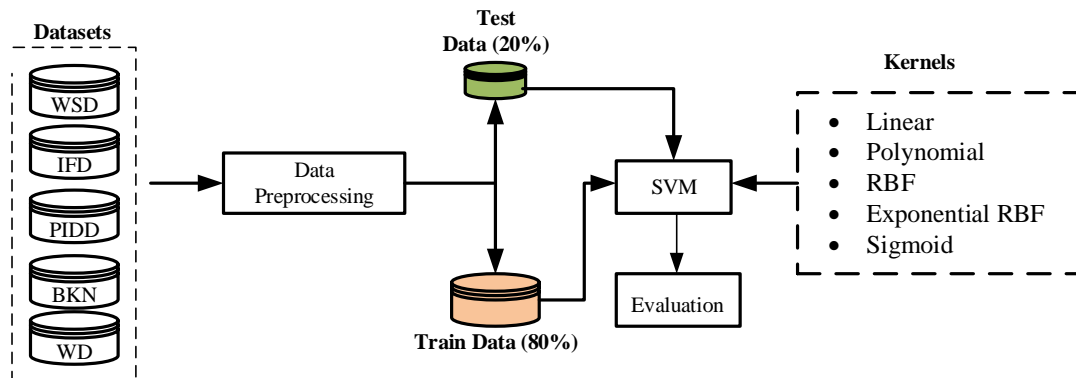 Datasets
WSD
IFD
PIDD
BKN
WD
Data
Preprocessing
Test
Data (20%)
Train Data (80%)
SVM
Evaluation
Kernels
• Linear
• Polynomial
• RBF
• Exponential RBF
• Sigmoid